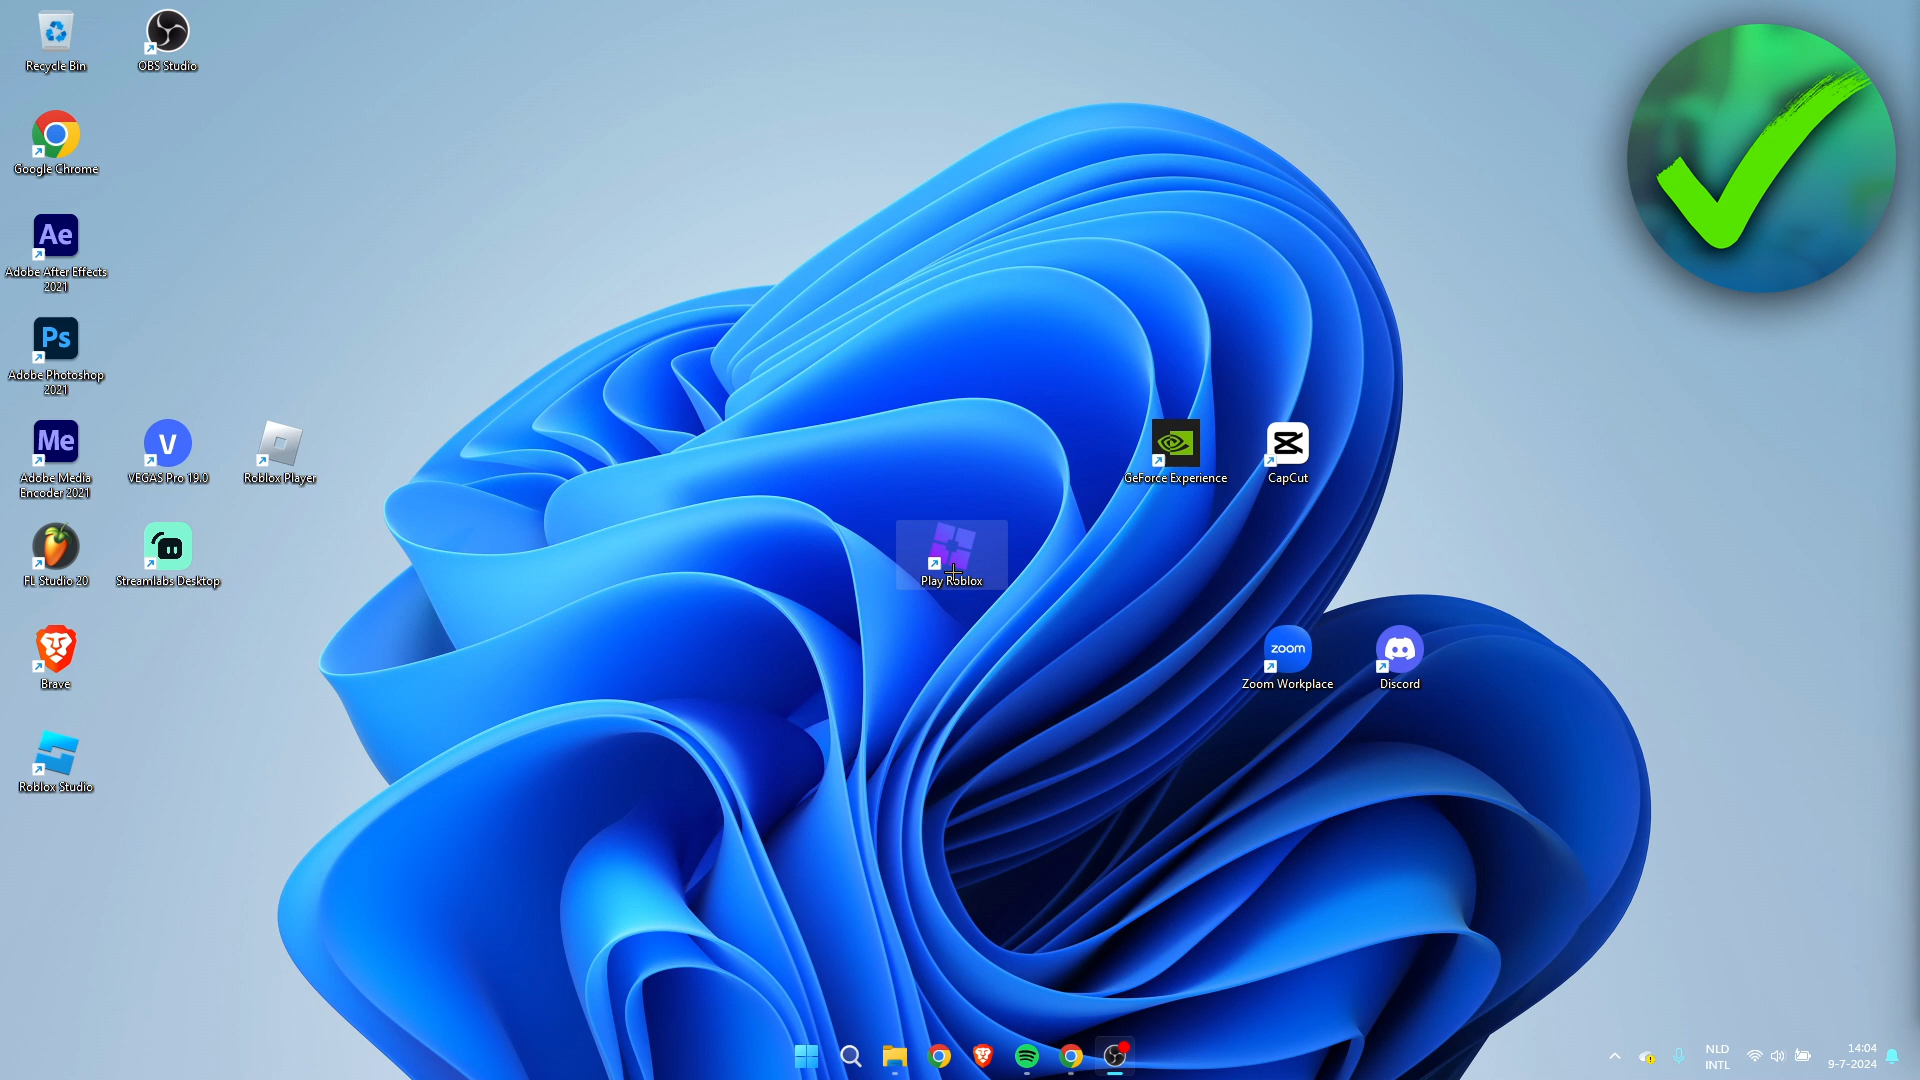 Recycle Bin
OBS Studio
Google Chrome
Ae
Adobe After Effects
2021
Ps
Adobe Photoshop
2021
Me
Adobe Media
Encoder 2021
V
VEGAS Pro 19.0
Roblox Player
GeForce Experience
CapCut
FL Studio 20
Streamlabs Desktop
Play Roblox
Brave
zoom
Zoom Workplace
Discord
Roblox Studio
NLD
INTL
14:04
9-7-2024